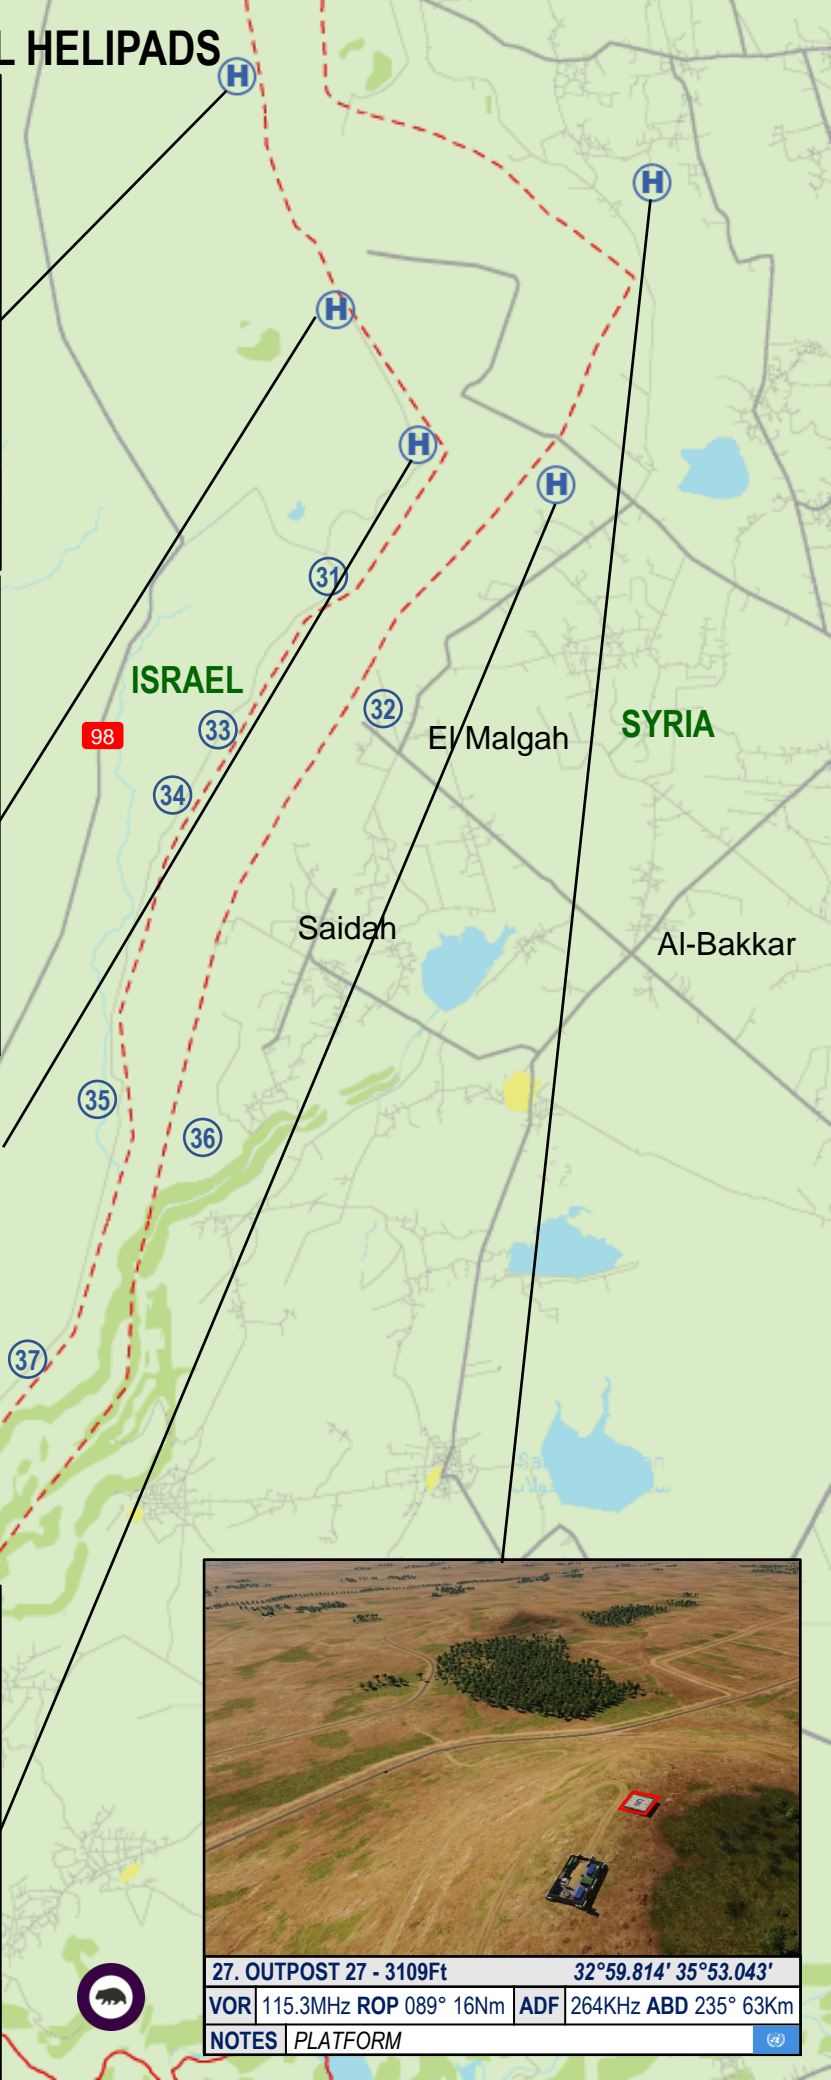 L HELIPADS
H
H
H
H
H
31
ISRAEL
32
33
98
El Malgah
SYRIA
34
Saidah
Al-Bakkar
35
36
37
27. OUTPOST 27 - 3109Ft 32°59.814' 35°53.043'
VOR 115.3MHz ROP 089° 16Nm ADF 264KHz ABD 235° 63Km
NOTES PLATFORM